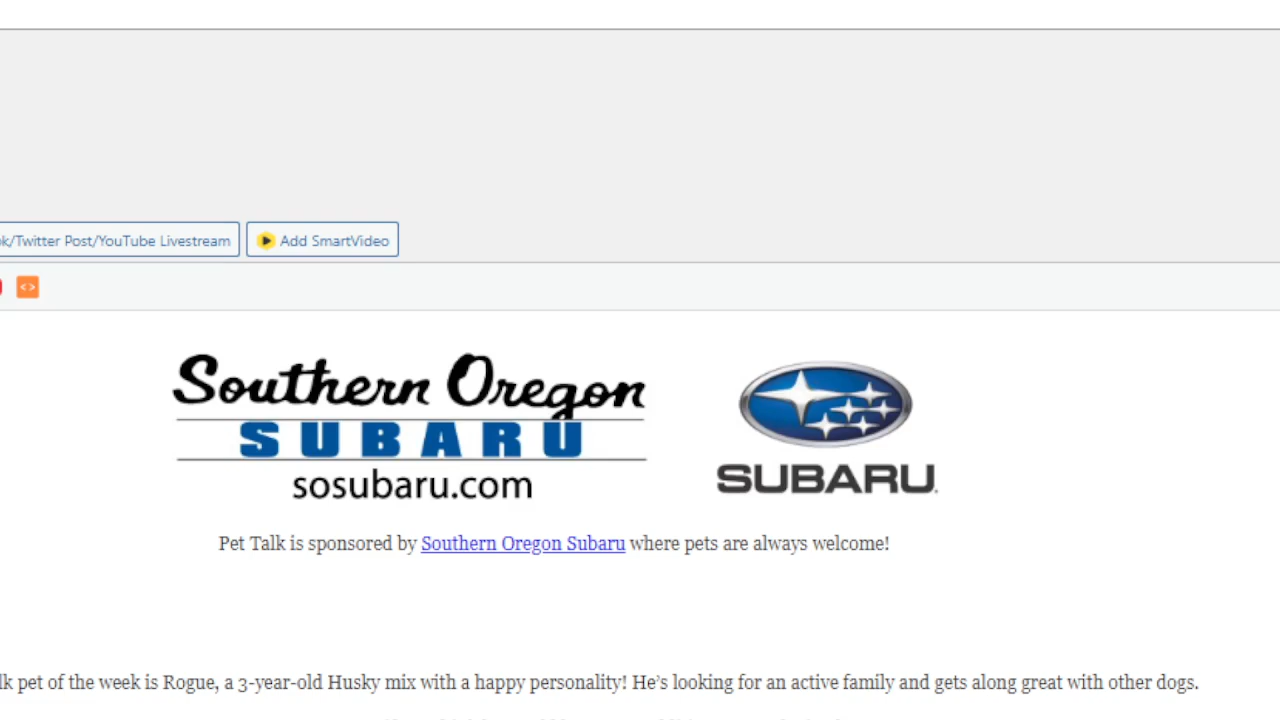 k/Twitter Post/YouTube Livestream Add SmartVideo
Southern Oregon
SUBARU
sosubaru.com
SUBARU.
Pet Talk is sponsored by Southern Oregon Subaru where pets are always welcome!
lk pet of the week is Rogue, a 3-year-old Husky mix with a happy personality! He’s looking for an active family and gets along great with other dogs.